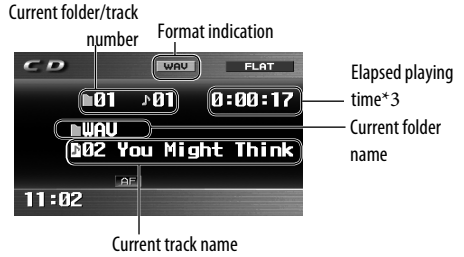 Current folder/track
number
Format indication
CD
WAV
FLAT
01 ♪01 0:00:17
Elapsed playing
time*3
WAV
Current folder
name
02 You Might Think
AF
11:02
Current track name